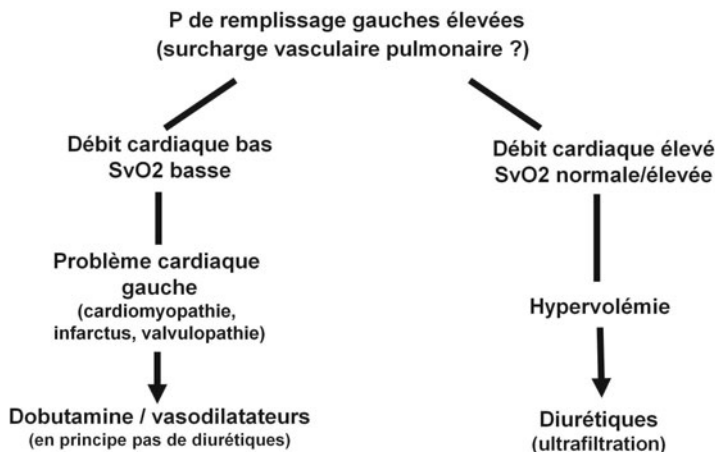 P de remplissage gauches élevées
(surcharge vasculaire pulmonaire ?)
Débit cardiaque bas
SvO2 basse
Problème cardiaque
gauche
(cardiomyopathie,
infarctus, valvulopathie)
Dobutamine / vasodilatateurs
(en principe pas de diurétiques)
Débit cardiaque élevé
SvO2 normale/élevée
Hypervolémie
Diurétiques
(ultrafiltration)